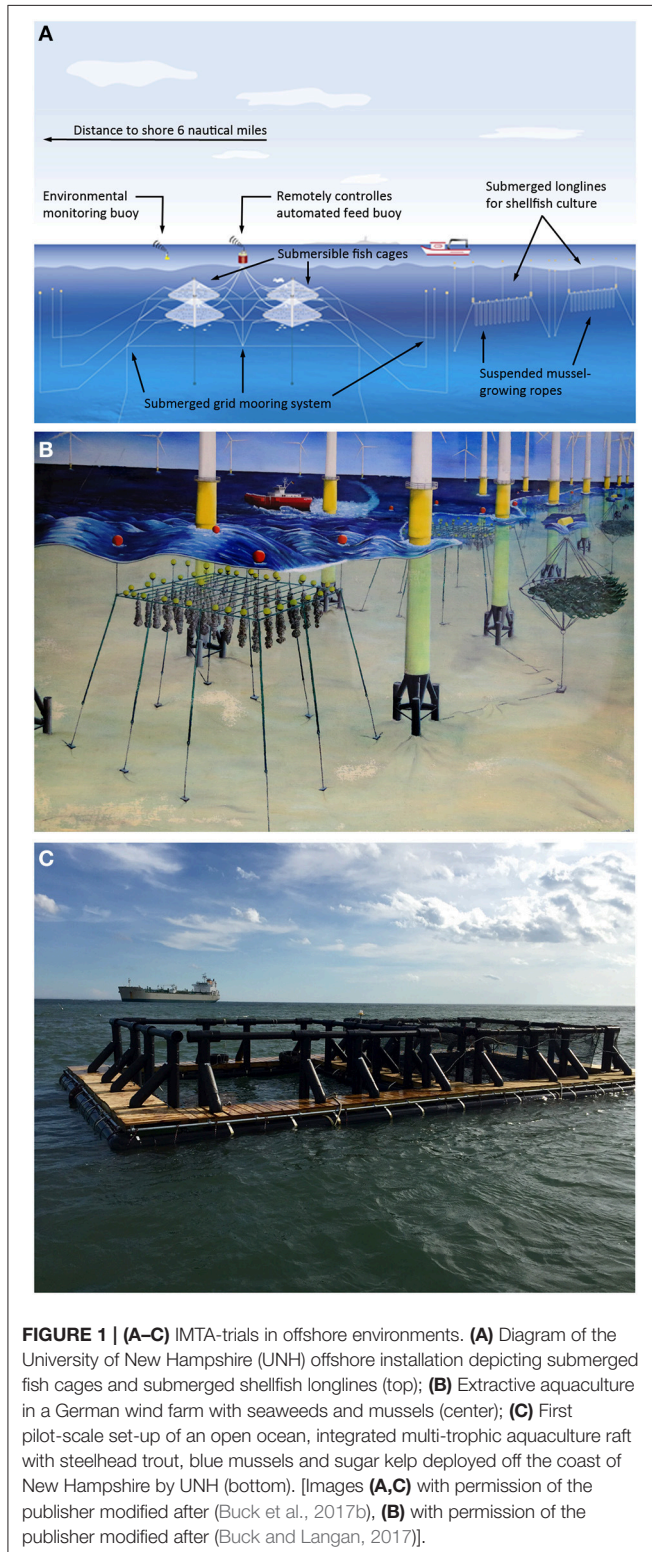 A
Distance to shore 6 nautical miles
Environmental
monitoring buoy
Remotely controlles
automated feed buoy
Submerged longlines
for shellfish culture
Submersible fish cages
Suspended mussel-
growing ropes
Submerged grid mooring system
B
C
FIGURE 1 | (A–C) IMTA-trials in offshore environments. (A) Diagram of the
University of New Hampshire (UNH) offshore installation depicting submerged
fish cages and submerged shellfish longlines (top); (B) Extractive aquaculture
in a German wind farm with seaweeds and mussels (center); (C) First
pilot-scale set-up of an open ocean, integrated multi-trophic aquaculture raft
with steelhead trout, blue mussels and sugar kelp deployed off the coast of
New Hampshire by UNH (bottom). [Images (A,C) with permission of the
publisher modified after (Buck et al., 2017b), (B) with permission of the
publisher modified after (Buck and Langan, 2017)].